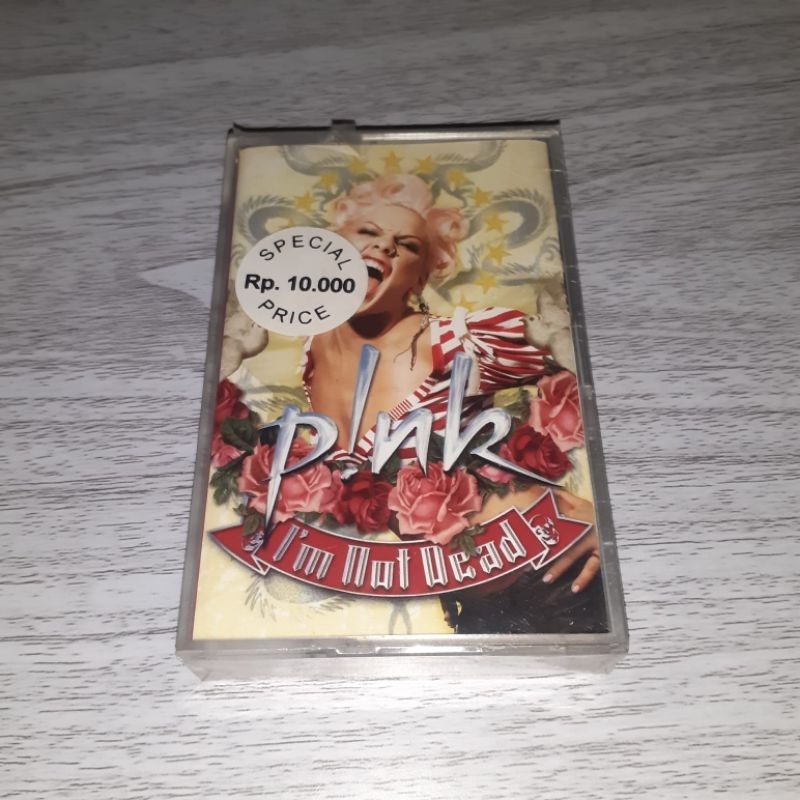 SPECIAL
Rp. 10.000
PRICE
p!nk
I'm Not Dead